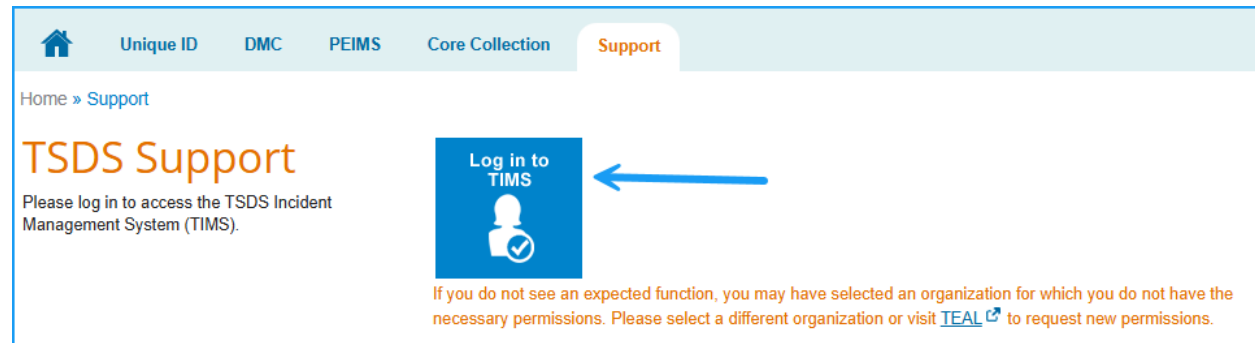 Unique ID DMC PEIMS Core Collection Support
Home » Support
TSDS Support
Please log in to access the TSDS Incident
Management System (TIMS).
Log in to
TIMS
If you do not see an expected function, you may have selected an organization for which you do not have the
necessary permissions. Please select a different organization or visit TEAL to request new permissions.